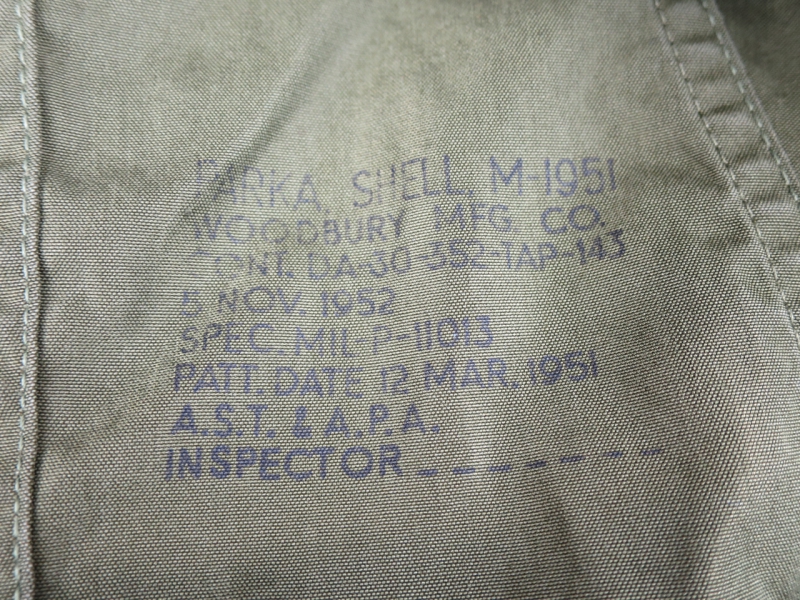 PARKA, SHELL, M-1951
WOODBURY MFG. CO.
CONT. DA-30-352-TAP-143
5 NOV. 1952
SPEC. MIL-P-11013
PATT. DATE 12 MAR. 1951
A.S.T. & A.P.A.
INSPECTOR_ _ _ _ _ _ _